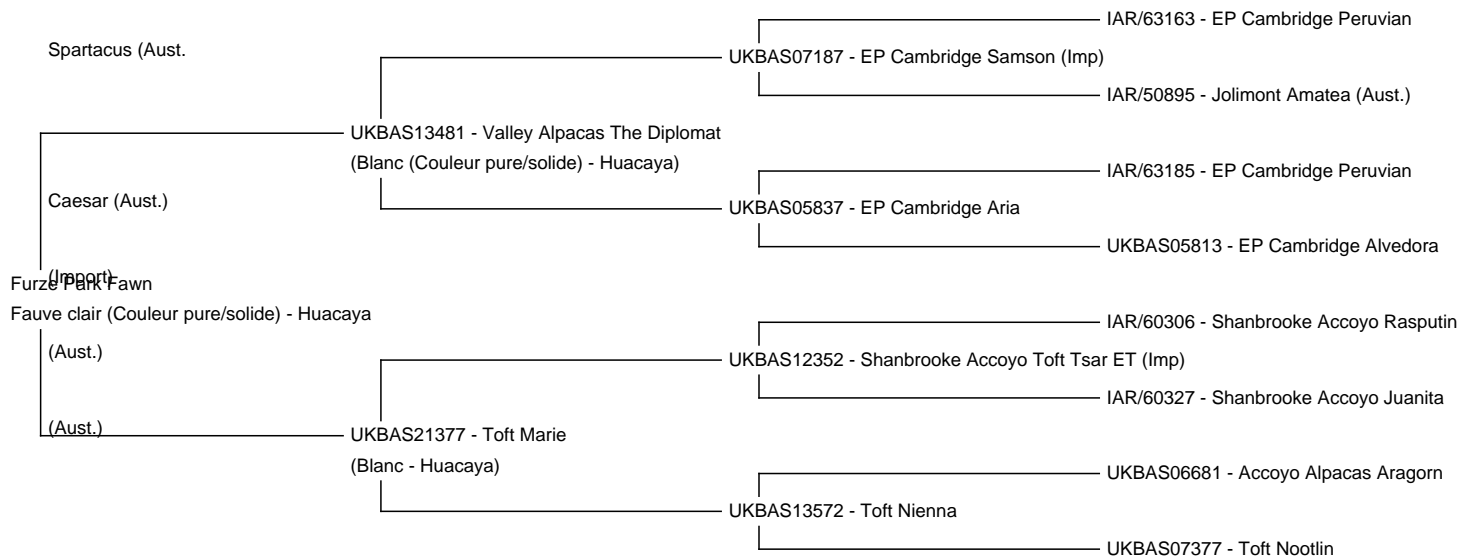 IAR/63163 - EP Cambridge Peruvian
Spartacus (Aust.
UKBAS07187 - EP Cambridge Samson (Imp)
IAR/50895 - Jolimont Amatea (Aust.)
UKBAS13481 - Valley Alpacas The Diplomat
(Blanc (Couleur pure/solide) - Huacaya)
IAR/63185 - EP Cambridge Peruvian
Caesar (Aust.)
UKBAS05837 - EP Cambridge Aria
UKBAS05813 - EP Cambridge Alvedora
(Import)
Furze Park Fawn
Fauve clair (Couleur pure/solide) - Huacaya
IAR/60306 - Shanbrooke Accoyo Rasputin
(Aust.)
UKBAS12352 - Shanbrooke Accoyo Toft Tsar ET (Imp)
IAR/60327 - Shanbrooke Accoyo Juanita
(Aust.)
UKBAS21377 - Toft Marie
(Blanc - Huacaya)
UKBAS06681 - Accoyo Alpacas Aragorn
UKBAS13572 - Toft Nienna
UKBAS07377 - Toft Nootlin